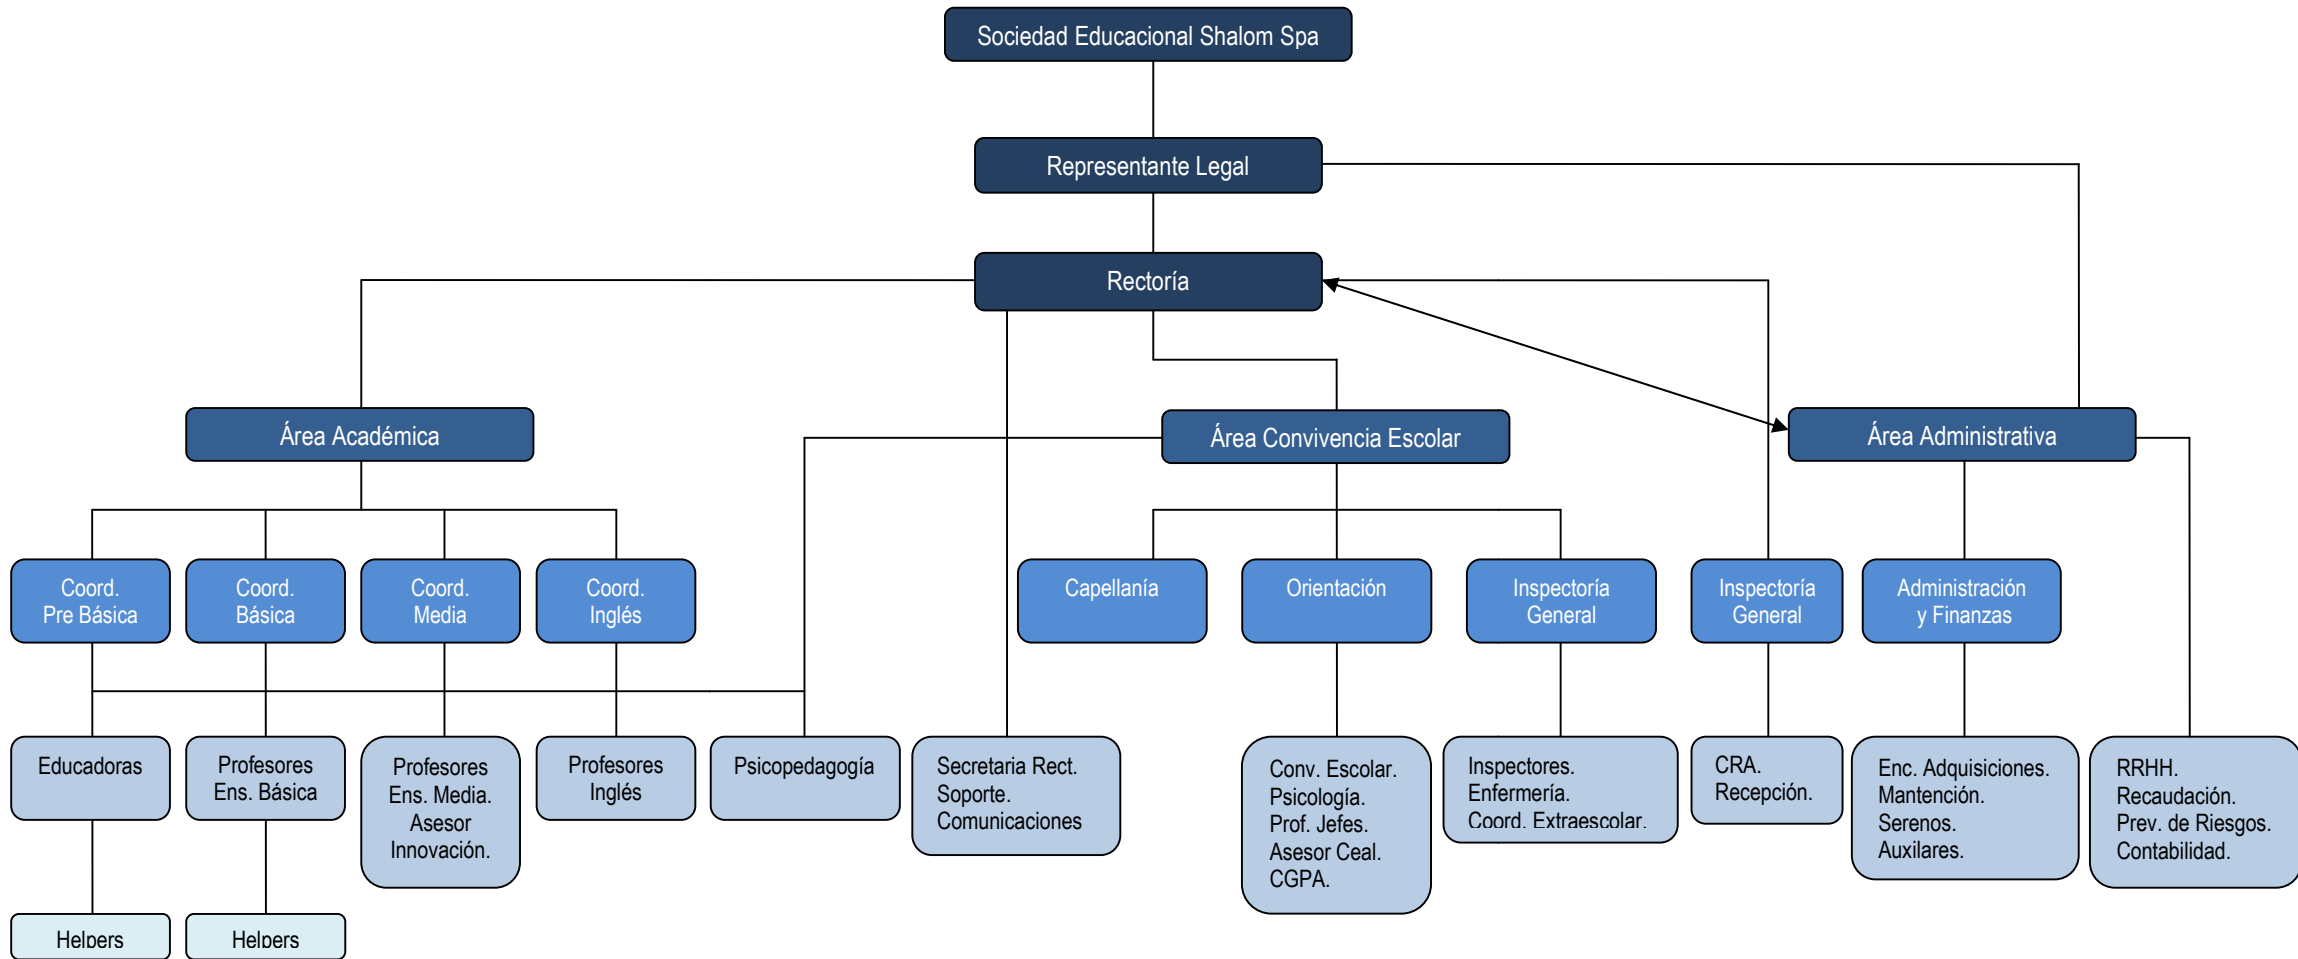 Sociedad Educacional Shalom Spa
Representante Legal
Rectoría
Área Académica
Área Convivencia Escolar
Área Administrativa
Coord.
Pre Básica
Coord.
Básica
Coord.
Media
Coord.
Inglés
Capellanía
Orientación
Inspectoría
General
Inspectoría
General
Administración
y Finanzas
Educadoras
Profesores
Ens. Básica
Profesores
Ens. Media.
Asesor
Innovación.
Profesores
Inglés
Psicopedagogía
Secretaria Rect.
Soporte.
Comunicaciones
Conv. Escolar.
Psicología.
Prof. Jefes.
Asesor Ceal.
CGPA.
Inspectores.
Enfermería.
Coord. Extraescolar.
CRA.
Recepción.
Enc. Adquisiciones.
Mantención.
Serenos.
Auxilares.
RRHH.
Recaudación.
Prev. de Riesgos.
Contabilidad.
Helpers
Helpers